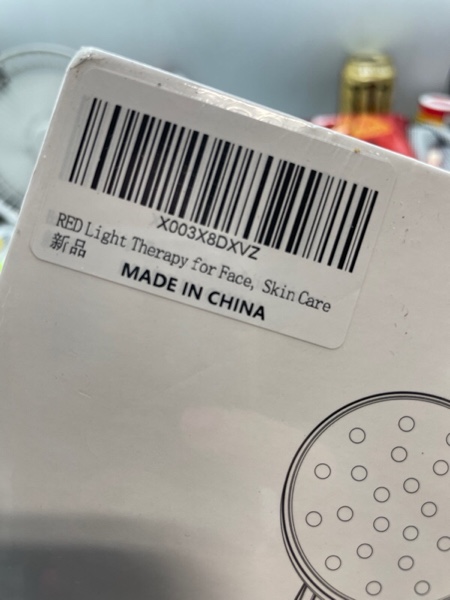 X003X8DXVZ
RED Light Therapy for Face, Skin Care
新品
MADE IN CHINA